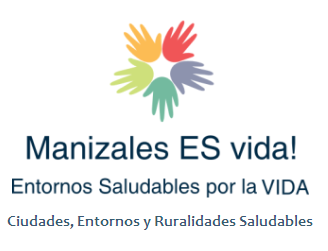 Manizales ES vida!
Entornos Saludables por la VIDA
Ciudades, Entornos y Ruralidades Saludables